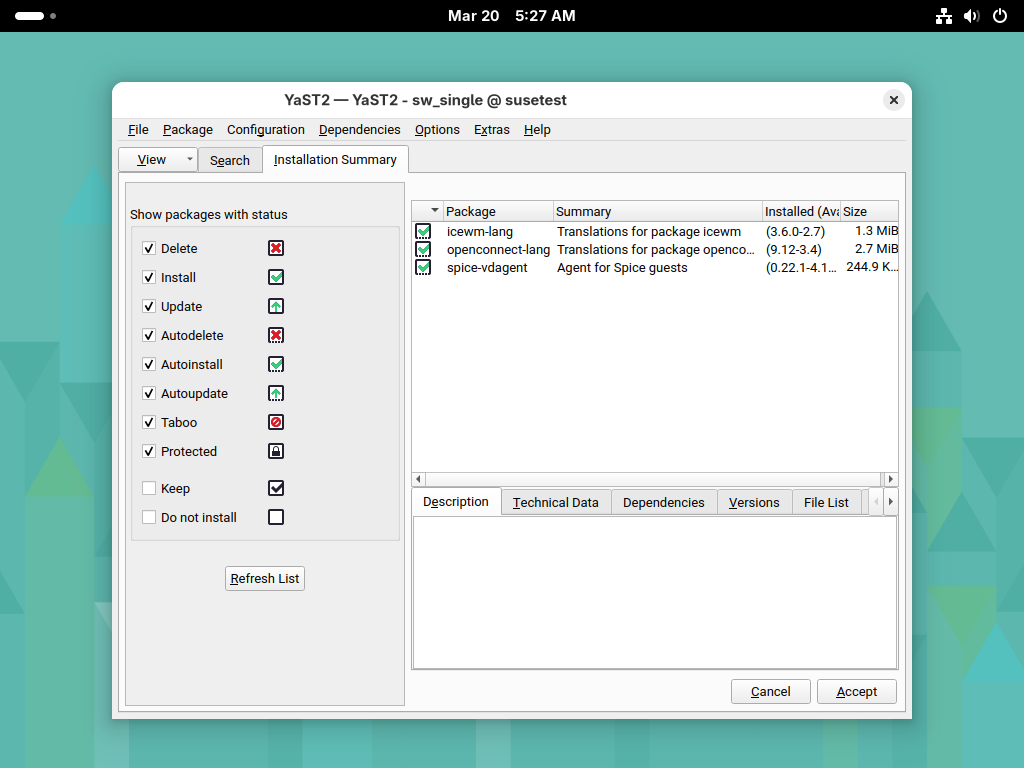 Mar 20 5:27 AM
YaST2 — YaST2 - sw_single @ susetest
File Package Configuration Dependencies Options Extras Help
View Search Installation Summary
Show packages with status
Delete
Install
Update
Autodelete
Autoinstall
Autoupdate
Taboo
Protected
Keep
Do not install
Refresh List
Package Summary Installed (Ava Size
icewm-lang Translations for package icewm (3.6.0-2.7) 1.3 MiB
openconnect-lang Translations for package openco... (9.12-3.4) 2.7 MiB
spice-vdagent Agent for Spice guests (0.22.1-4.1... 244.9 K...
Description Technical Data Dependencies Versions File List
Cancel Accept